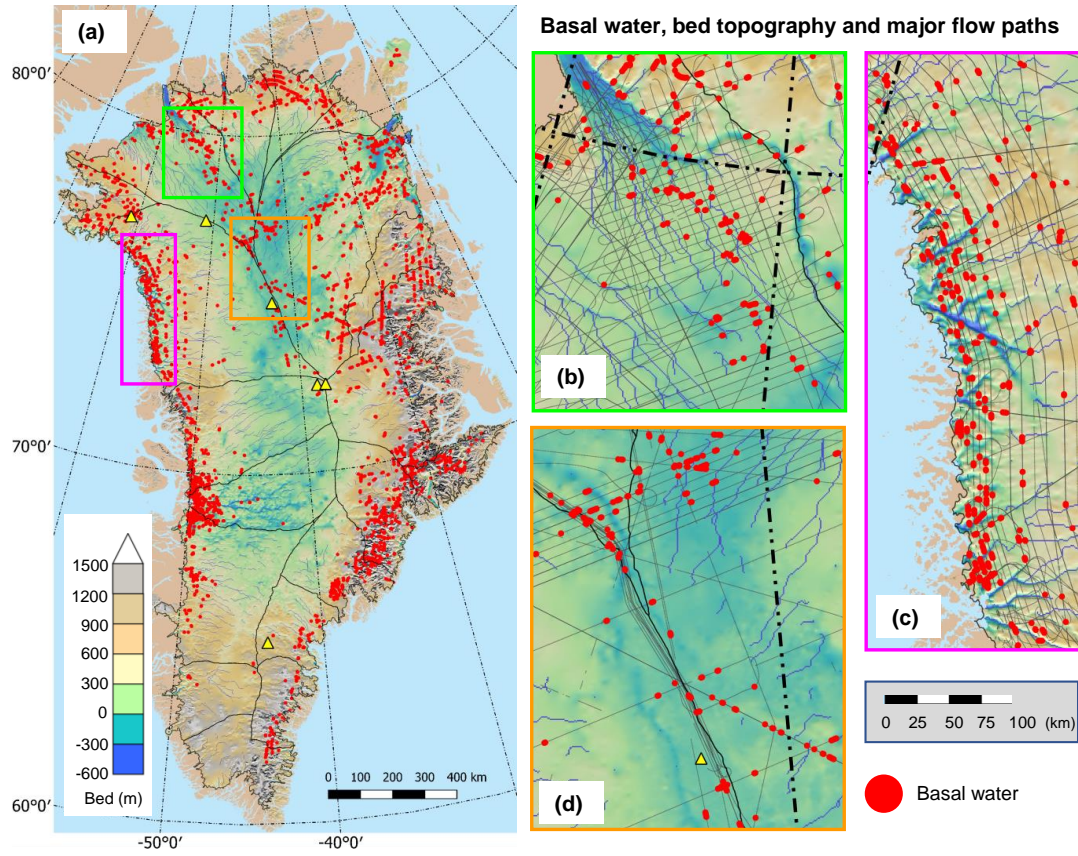 Basal water, bed topography and major flow paths
(a)
80°0'
70°0'
60°0'
-50°0'
-40°0'
1500
1200
900
600
300
0
-300
-600
Bed (m)
0 100 200 300 400 km
(b)
(c)
(d)
0 25 50 75 100 (km)
Basal water